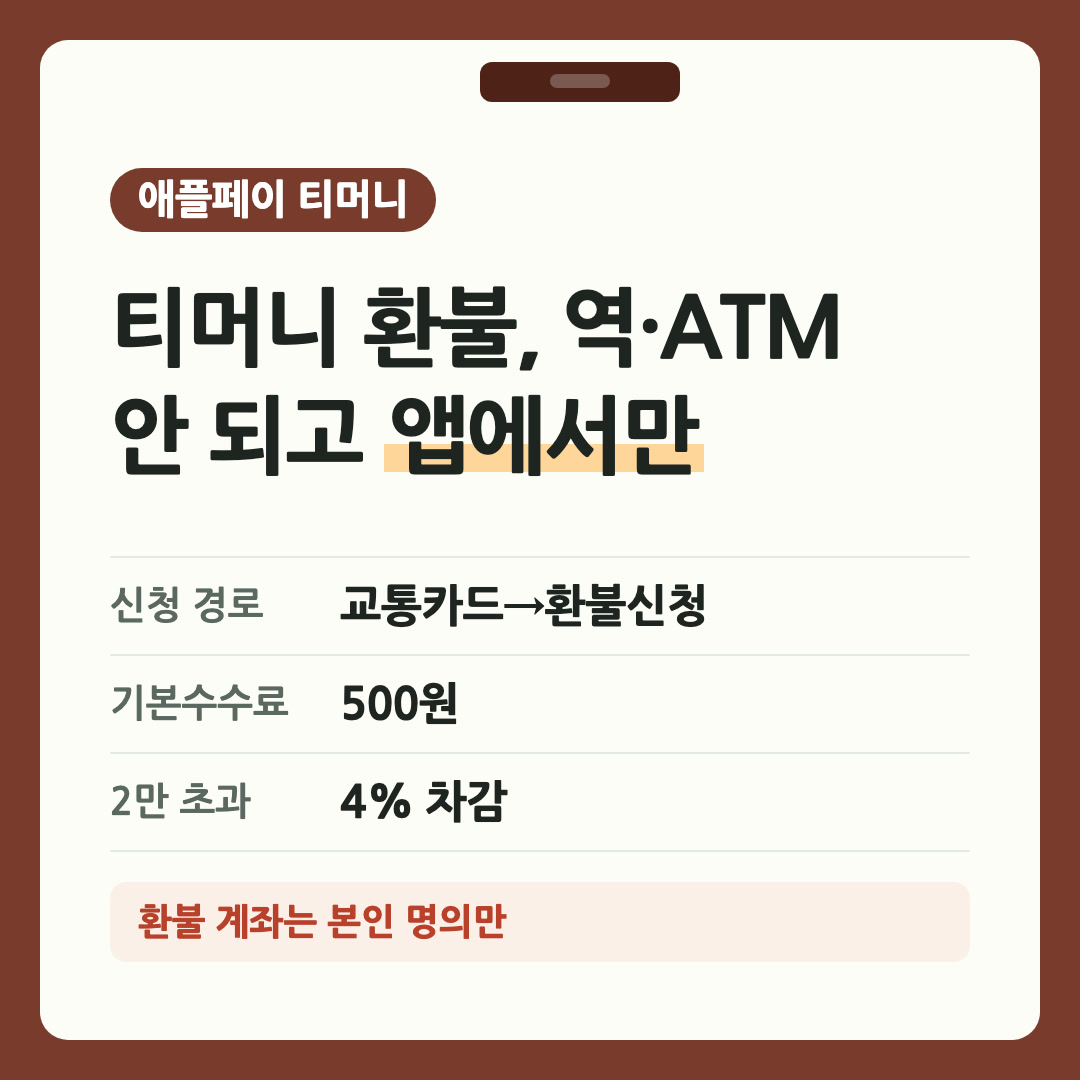 애플페이 티머니
티머니 환불, 역·ATM
안 되고 앱에서만
신청 경로 교통카드→환불신청
기본수수료 500원
2만 초과 4% 차감
환불 계좌는 본인 명의만